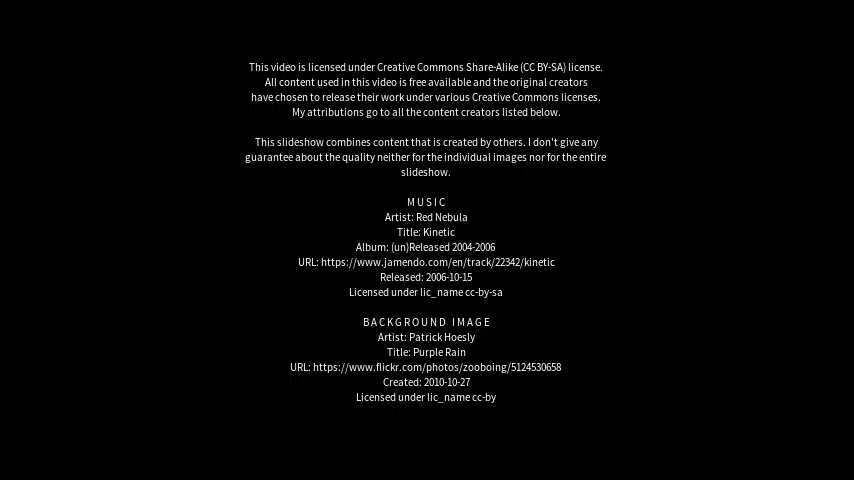 This video is licensed under Creative Commons Share-Alike (CC BY-SA) license.
All content used in this video is free available and the original creators
have chosen to release their work under various Creative Commons licenses.
My attributions go to all the content creators listed below.
This slideshow combines content that is created by others. I don't give any
guarantee about the quality neither for the individual images nor for the entire
slideshow.
M U S I C
Artist: Red Nebula
Title: Kinetic
Album: (un)Released 2004-2006
URL: https://www.jamendo.com/en/track/22342/kinetic
Released: 2006-10-15
Licensed under lic_name cc-by-sa
B A C K G R O U N D   I M A G E
Artist: Patrick Hoesly
Title: Purple Rain
URL: https://www.flickr.com/photos/zooboing/5124530658
Created: 2010-10-27
Licensed under lic_name cc-by